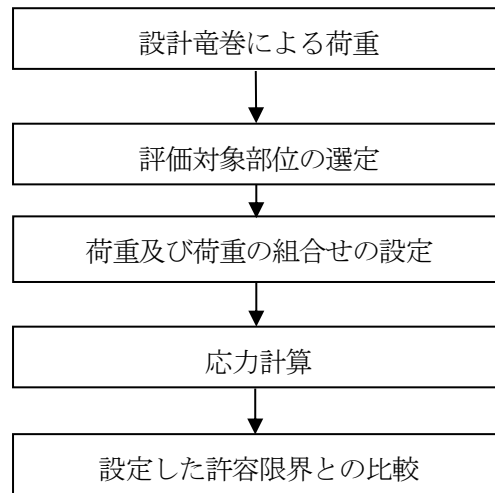 設計竜巻による荷重
評価対象部位の選定
荷重及び荷重の組合せの設定
応力計算
設定した許容限界との比較